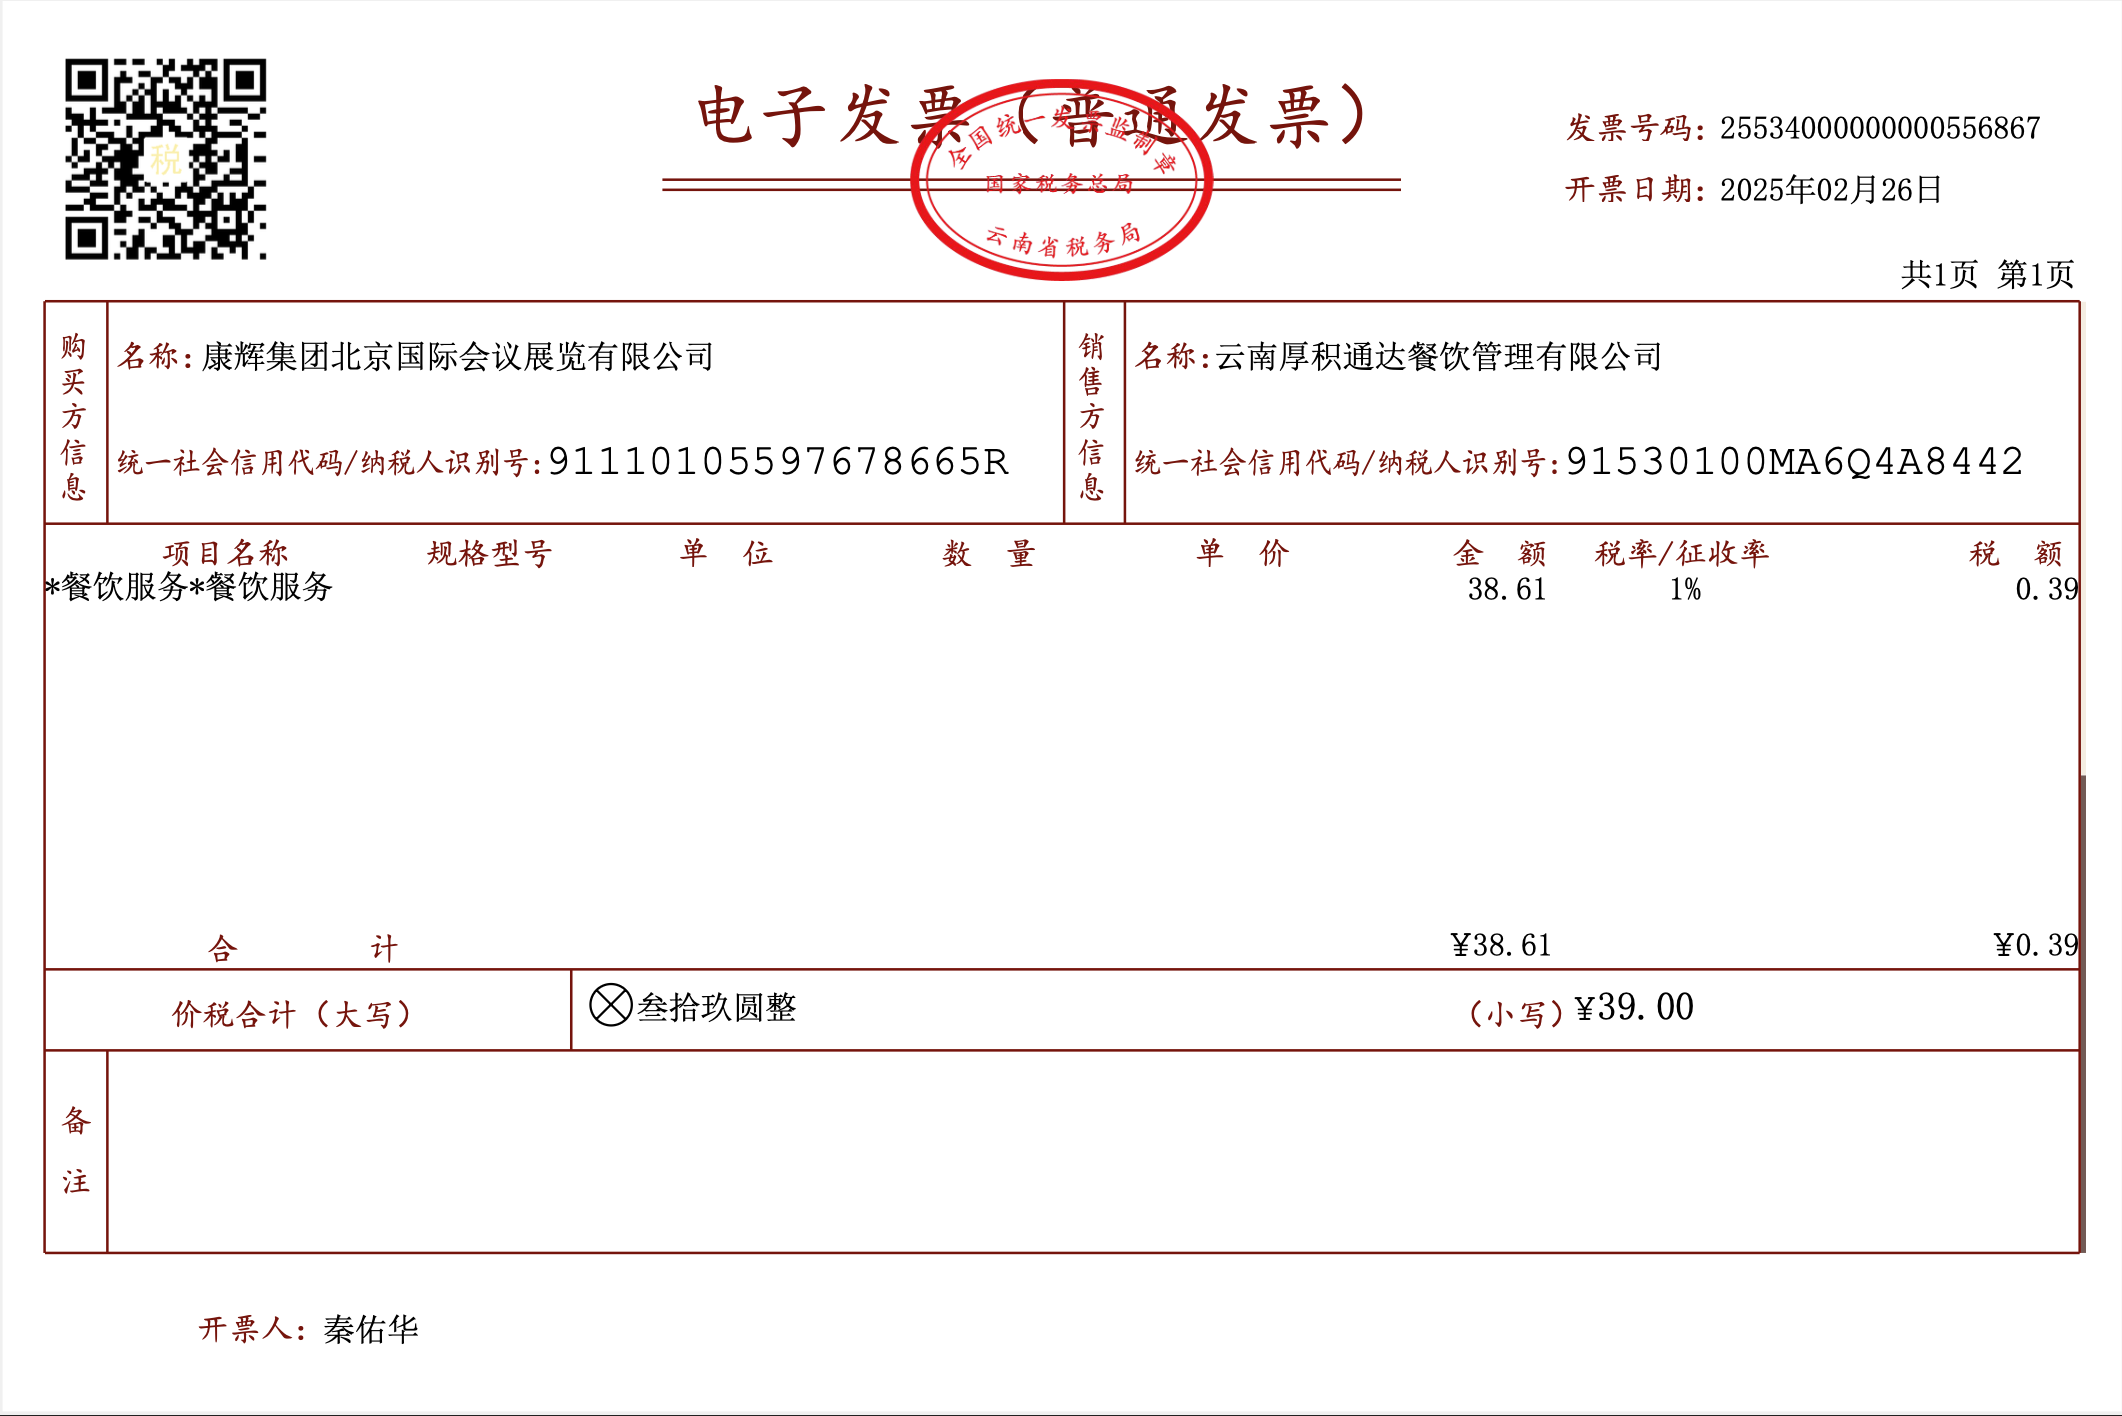 税
电子发票（普通发票）
全国统一发票监制章
国家税务总局
云南省税务局
发票号码：25534000000000556867
开票日期：2025年02月26日
共1页 第1页
购买方信息
名称：康辉集团北京国际会议展览有限公司
统一社会信用代码/纳税人识别号：91110105597678665R
销售方信息
名称：云南厚积通达餐饮管理有限公司
统一社会信用代码/纳税人识别号：91530100MA6Q4A8442
项目名称 规格型号 单 位 数 量 单 价 金 额 税率/征收率 税 额
*餐饮服务*餐饮服务 38.61 1% 0.39
合 计 ¥38.61 ¥0.39
价税合计（大写） ⊗叁拾玖圆整 （小写）¥39.00
备注
开票人：秦佑华